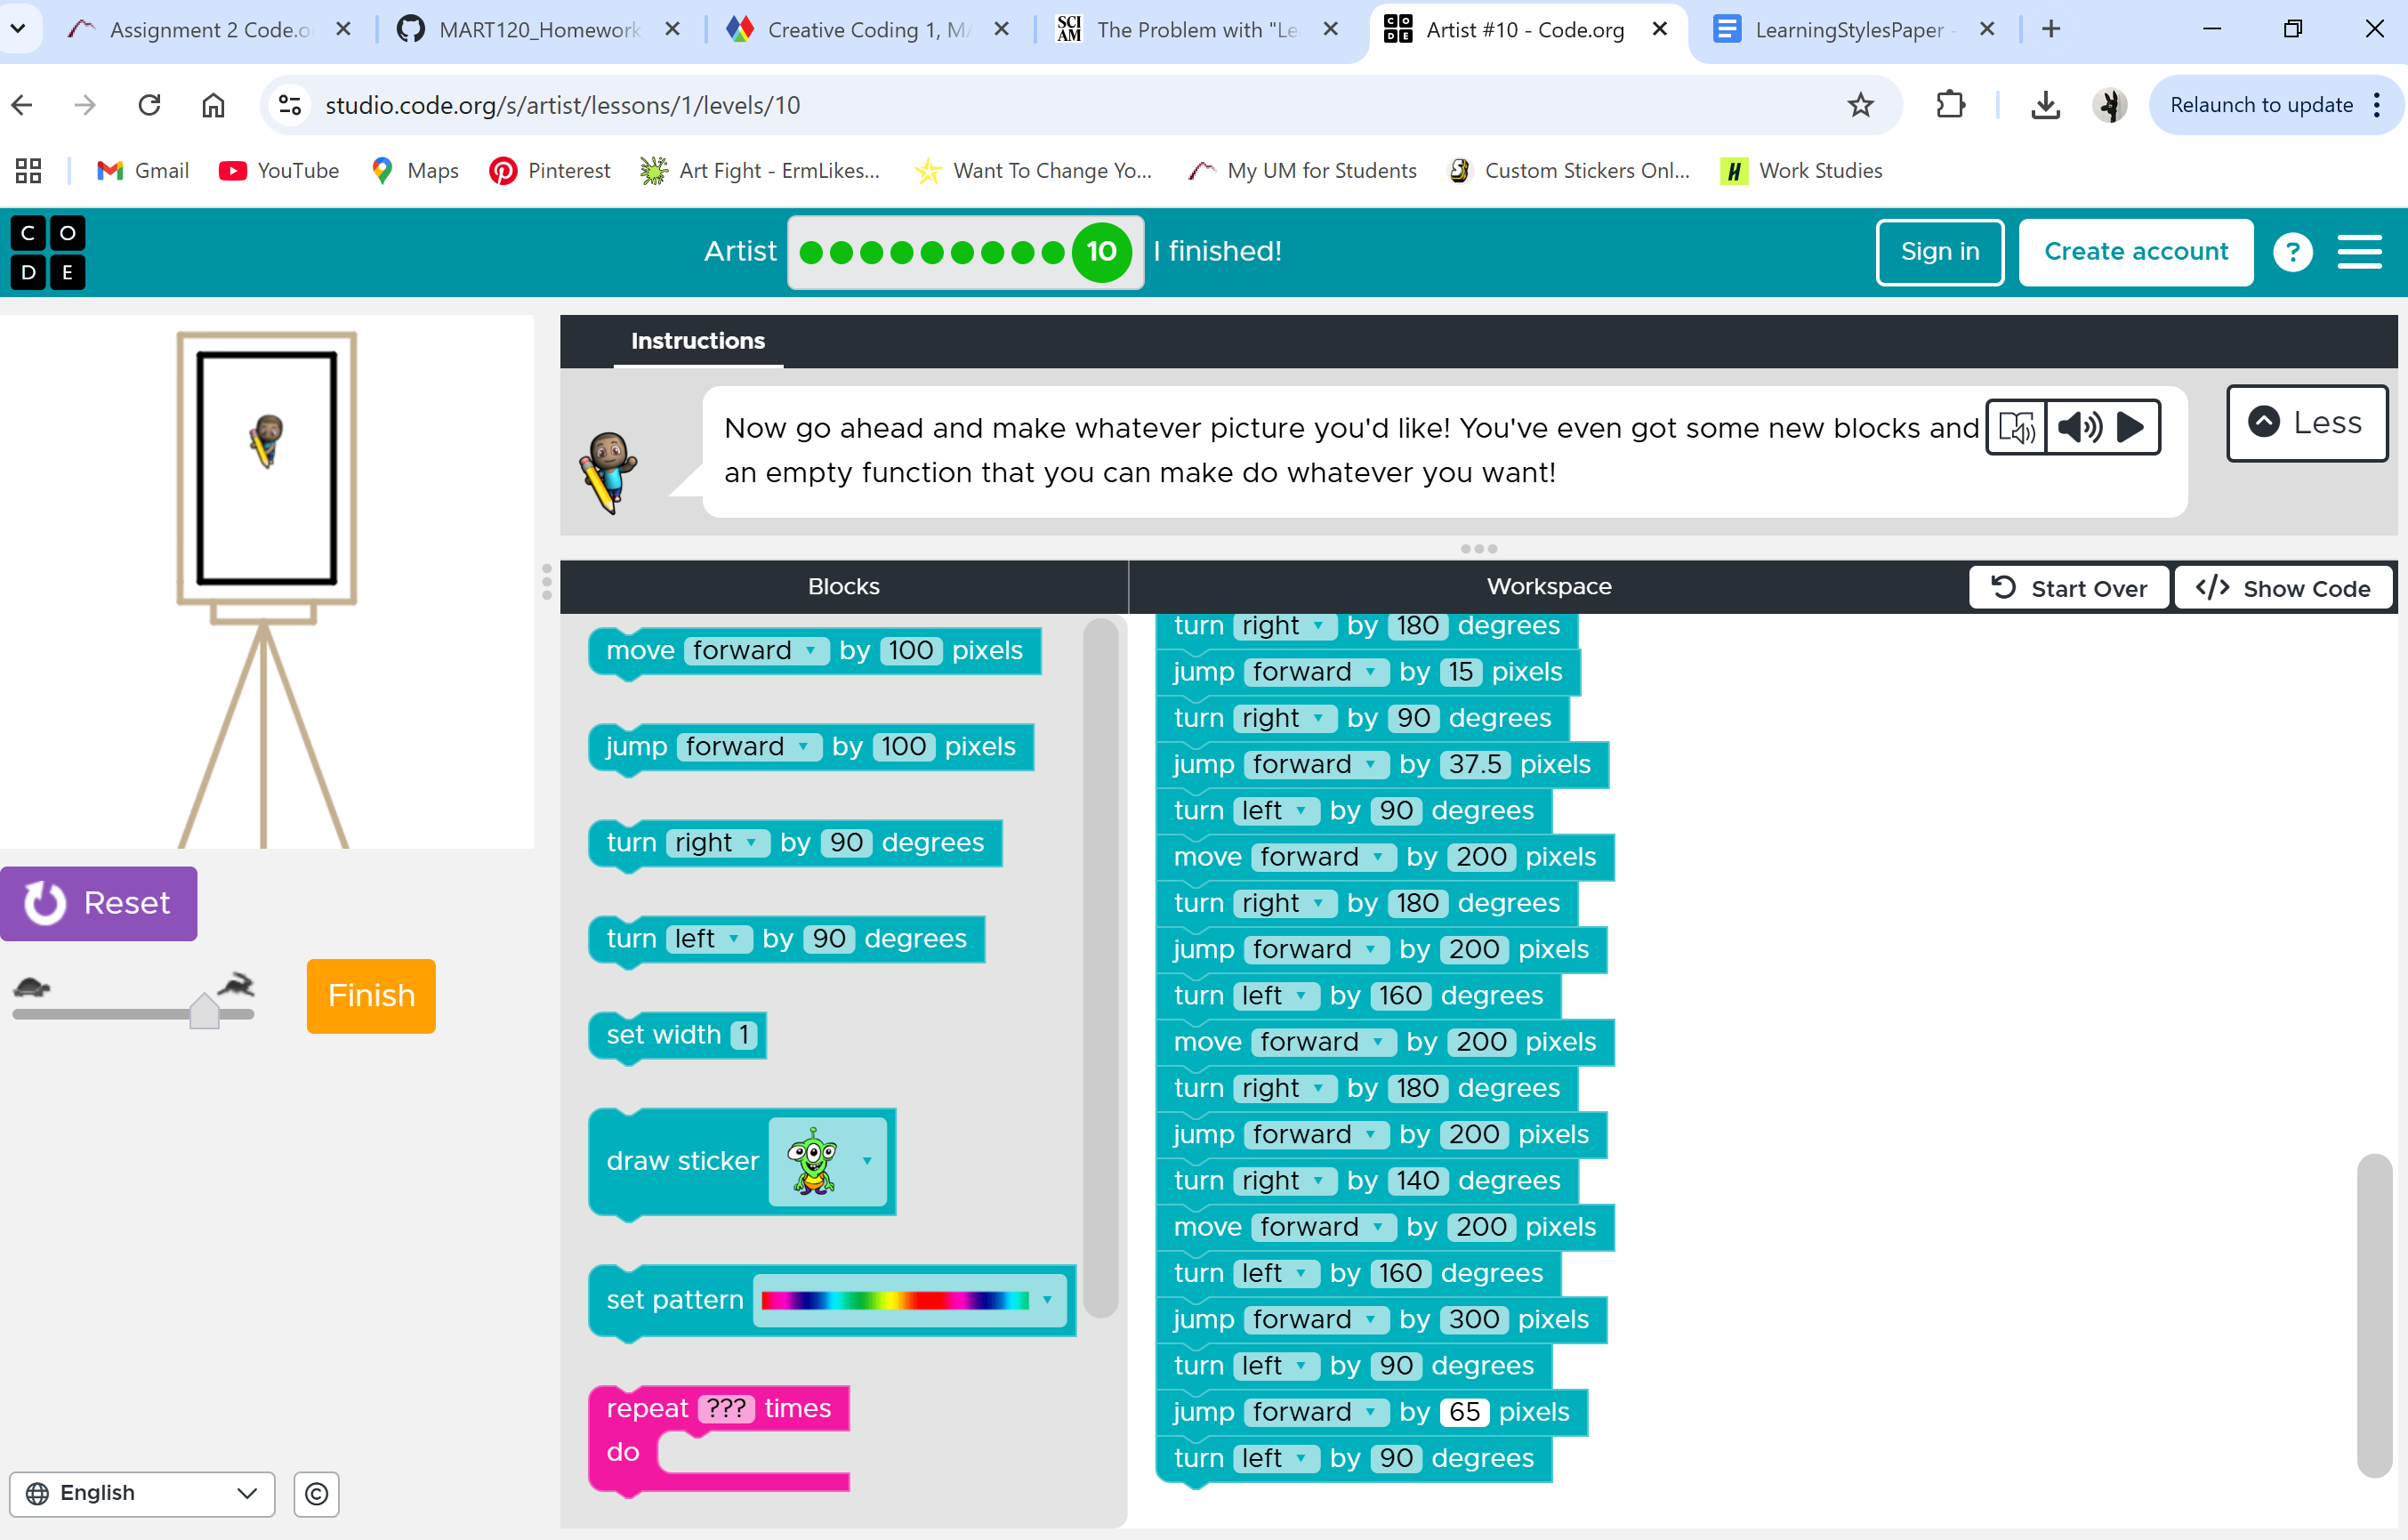 Assignment 2 Code.o
MART120_Homework
Creative Coding 1, MA
SCI AM
The Problem with "Le
CODE
Artist #10 - Code.org
LearningStylesPaper -
studio.code.org/s/artist/lessons/1/levels/10
Relaunch to update
Gmail
YouTube
Maps
Pinterest
Art Fight - ErmLikes...
Want To Change Yo...
My UM for Students
Custom Stickers Onl...
H
Work Studies
C O
D E
Artist
10
I finished!
Sign in
Create account
?
Instructions
Now go ahead and make whatever picture you'd like! You've even got some new blocks and
an empty function that you can make do whatever you want!
Less
Blocks
Workspace
Start Over
</> Show Code
move forward by 100 pixels
jump forward by 100 pixels
turn right by 90 degrees
turn left by 90 degrees
set width 1
draw sticker
set pattern
repeat ??? times
do
turn right by 180 degrees
jump forward by 15 pixels
turn right by 90 degrees
jump forward by 37.5 pixels
turn left by 90 degrees
move forward by 200 pixels
turn right by 180 degrees
jump forward by 200 pixels
turn left by 160 degrees
move forward by 200 pixels
turn right by 180 degrees
jump forward by 200 pixels
turn right by 140 degrees
move forward by 200 pixels
turn left by 160 degrees
jump forward by 300 pixels
turn left by 90 degrees
jump forward by 65 pixels
turn left by 90 degrees
Reset
Finish
English
©